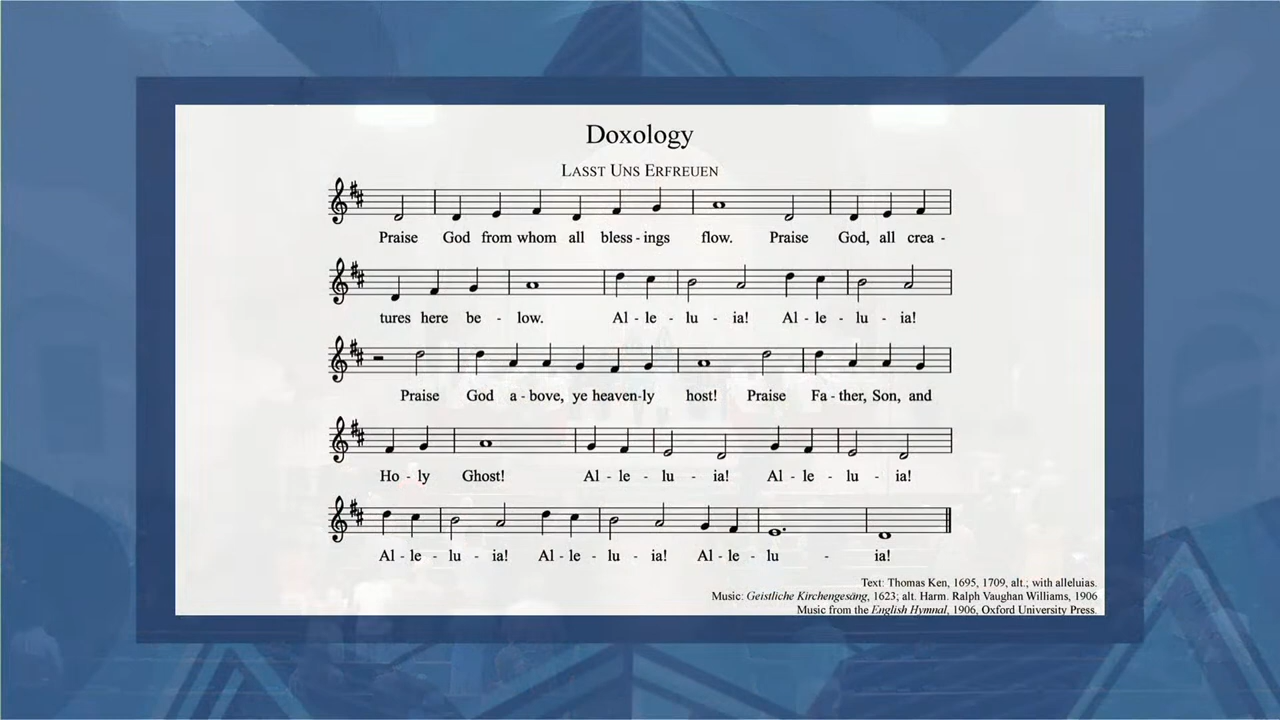 Doxology
LASST UNS ERFREUEN
Praise God from whom all bless - ings flow. Praise God, all crea -
tures here be - low. Al - le - lu - ia! Al - le - lu - ia!
Praise God a - bove, ye heaven - ly host! Praise Fa - ther, Son, and
Ho - ly Ghost! Al - le - lu - ia! Al - le - lu - ia!
Al - le - lu - ia! Al - le - lu - ia! Al - le - lu - ia!
Text: Thomas Ken, 1695, 1709, alt.; with alleluias.
Music: Geistliche Kirchengesäng, 1623; alt. Harm. Ralph Vaughan Williams, 1906
Music from the English Hymnal, 1906, Oxford University Press.